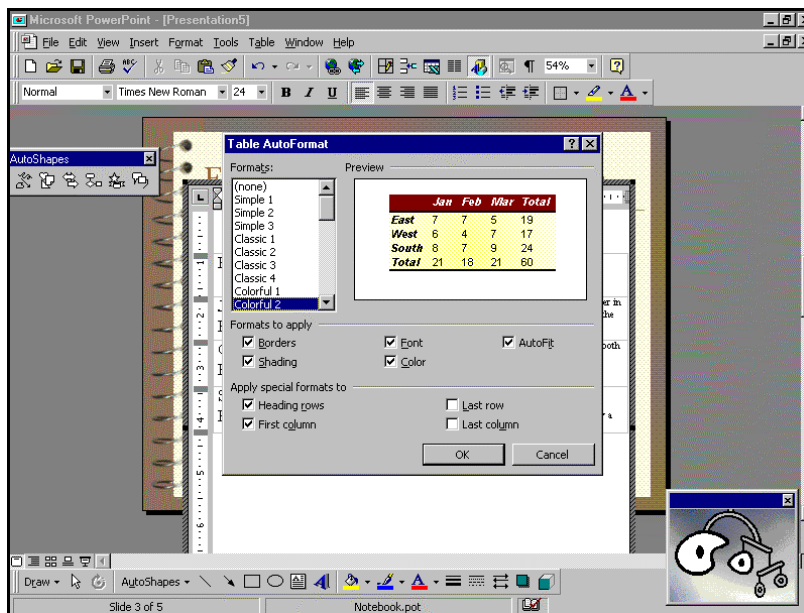 Microsoft PowerPoint - [Presentation5]
File Edit View Insert Format Tools Table Window Help
54%
Normal Times New Roman 24 B I U A
AutoShapes
Table AutoFormat
Formats: Preview
(none)
Simple 1
Simple 2
Simple 3
Classic 1
Classic 2
Classic 3
Classic 4
Colorful 1
Colorful 2
Jan Feb Mar Total
East 7 7 5 19
West 6 4 7 17
South 8 7 9 24
Total 21 18 21 60
Formats to apply
Borders Font AutoFit
Shading Color
Apply special formats to
Heading rows Last row
First column Last column
OK Cancel
er in
the
both
a
Draw AutoShapes A
Slide 3 of 5 Notebook.pot